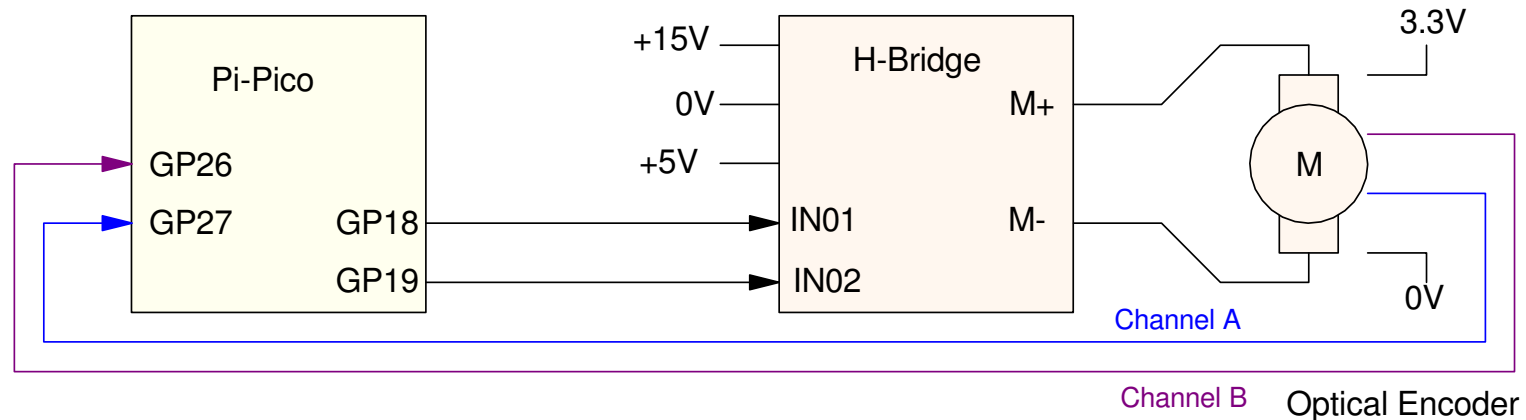 3.3V
+15V
H-Bridge
Pi-Pico
0V
M+
GP26
+5V
M
GP27
GP18
IN01
M-
GP19
IN02
0V
Channel A
Channel B
Optical Encoder